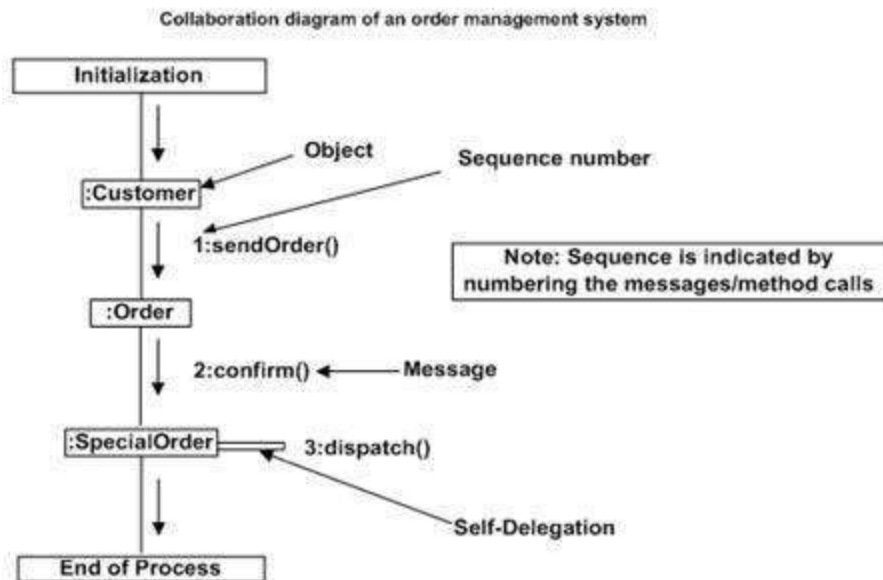 Collaboration diagram of an order management system
Initialization
Object
Sequence number
:Customer
1:sendOrder()
Note: Sequence is indicated by
numbering the messages/method calls
:Order
2:confirm()
Message
:SpecialOrder
3:dispatch()
Self-Delegation
End of Process